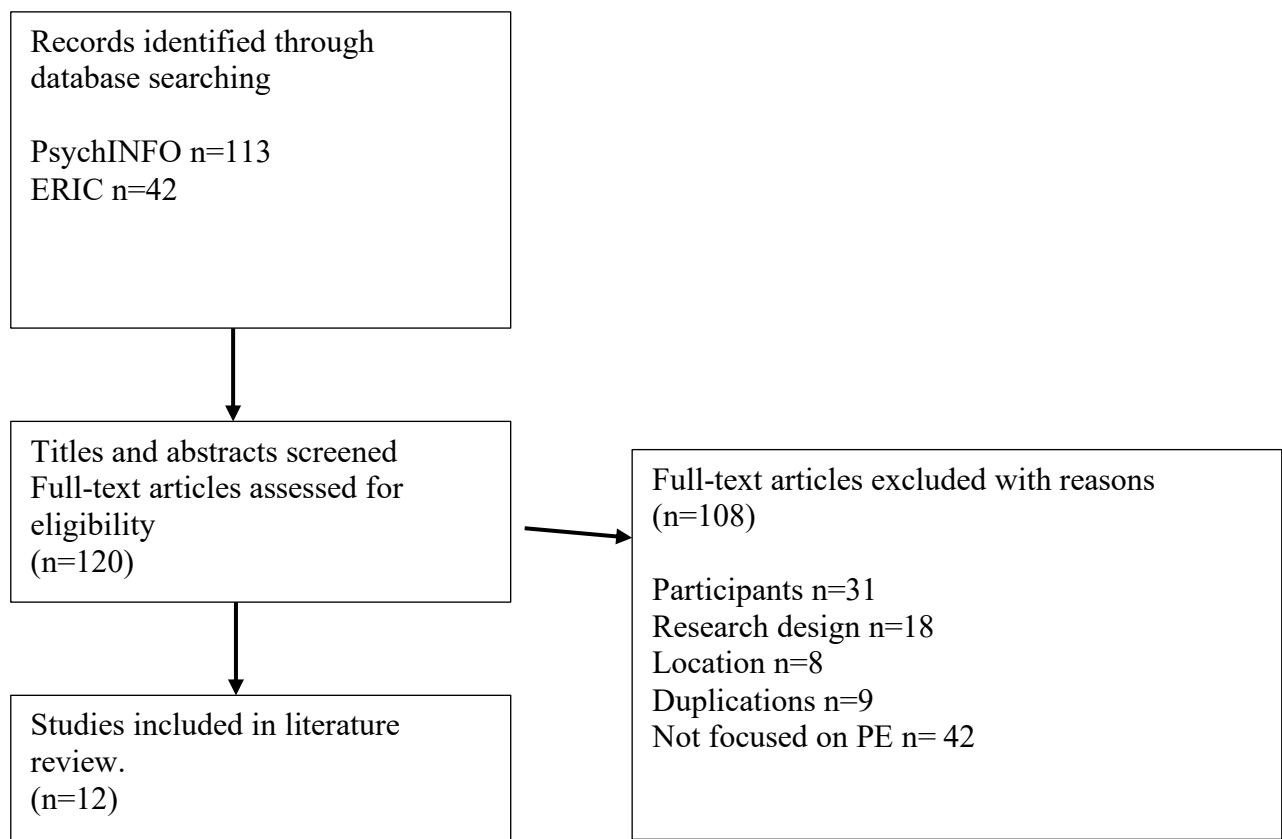 Records identified through
database searching
PsychINFO n=113
ERIC n=42
Titles and abstracts screened
Full-text articles assessed for
eligibility
(n=120)
Full-text articles excluded with reasons
(n=108)
Participants n=31
Research design n=18
Location n=8
Duplications n=9
Not focused on PE n= 42
Studies included in literature
review.
(n=12)